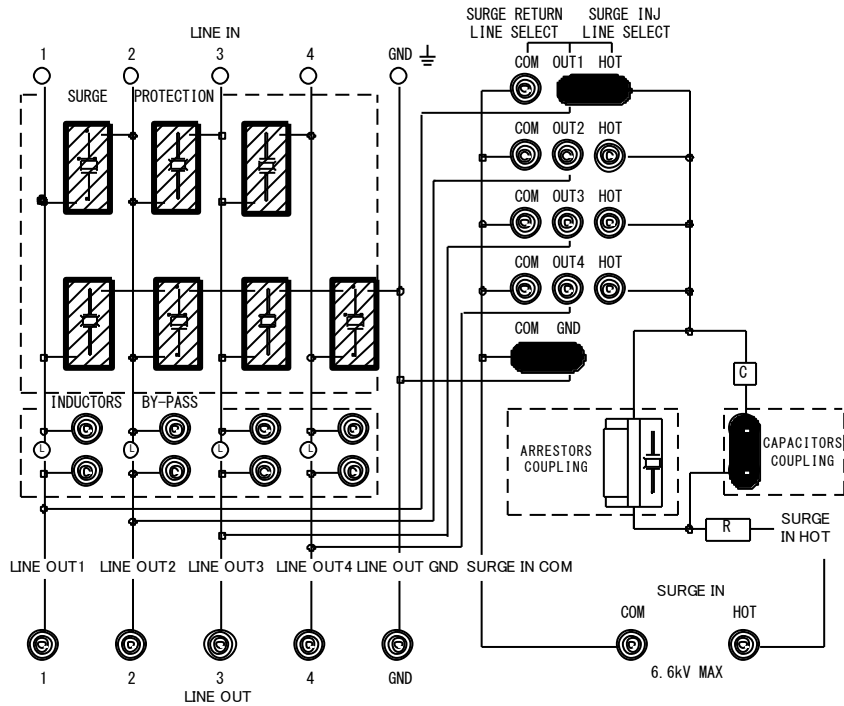 SURGE RETURN LINE SELECT
SURGE INJ LINE SELECT
LINE IN
1 2 3 4 GND
COM OUT1 HOT
SURGE PROTECTION
COM OUT2 HOT
COM OUT3 HOT
COM OUT4 HOT
COM GND
C
INDUCTORS BY-PASS
L L L L
ARRESTORS COUPLING
CAPACITORS COUPLING
R
SURGE IN HOT
LINE OUT1 LINE OUT2 LINE OUT3 LINE OUT4 LINE OUT GND SURGE IN COM
SURGE IN
COM HOT
6.6kV MAX
1 2 3 4 GND
LINE OUT